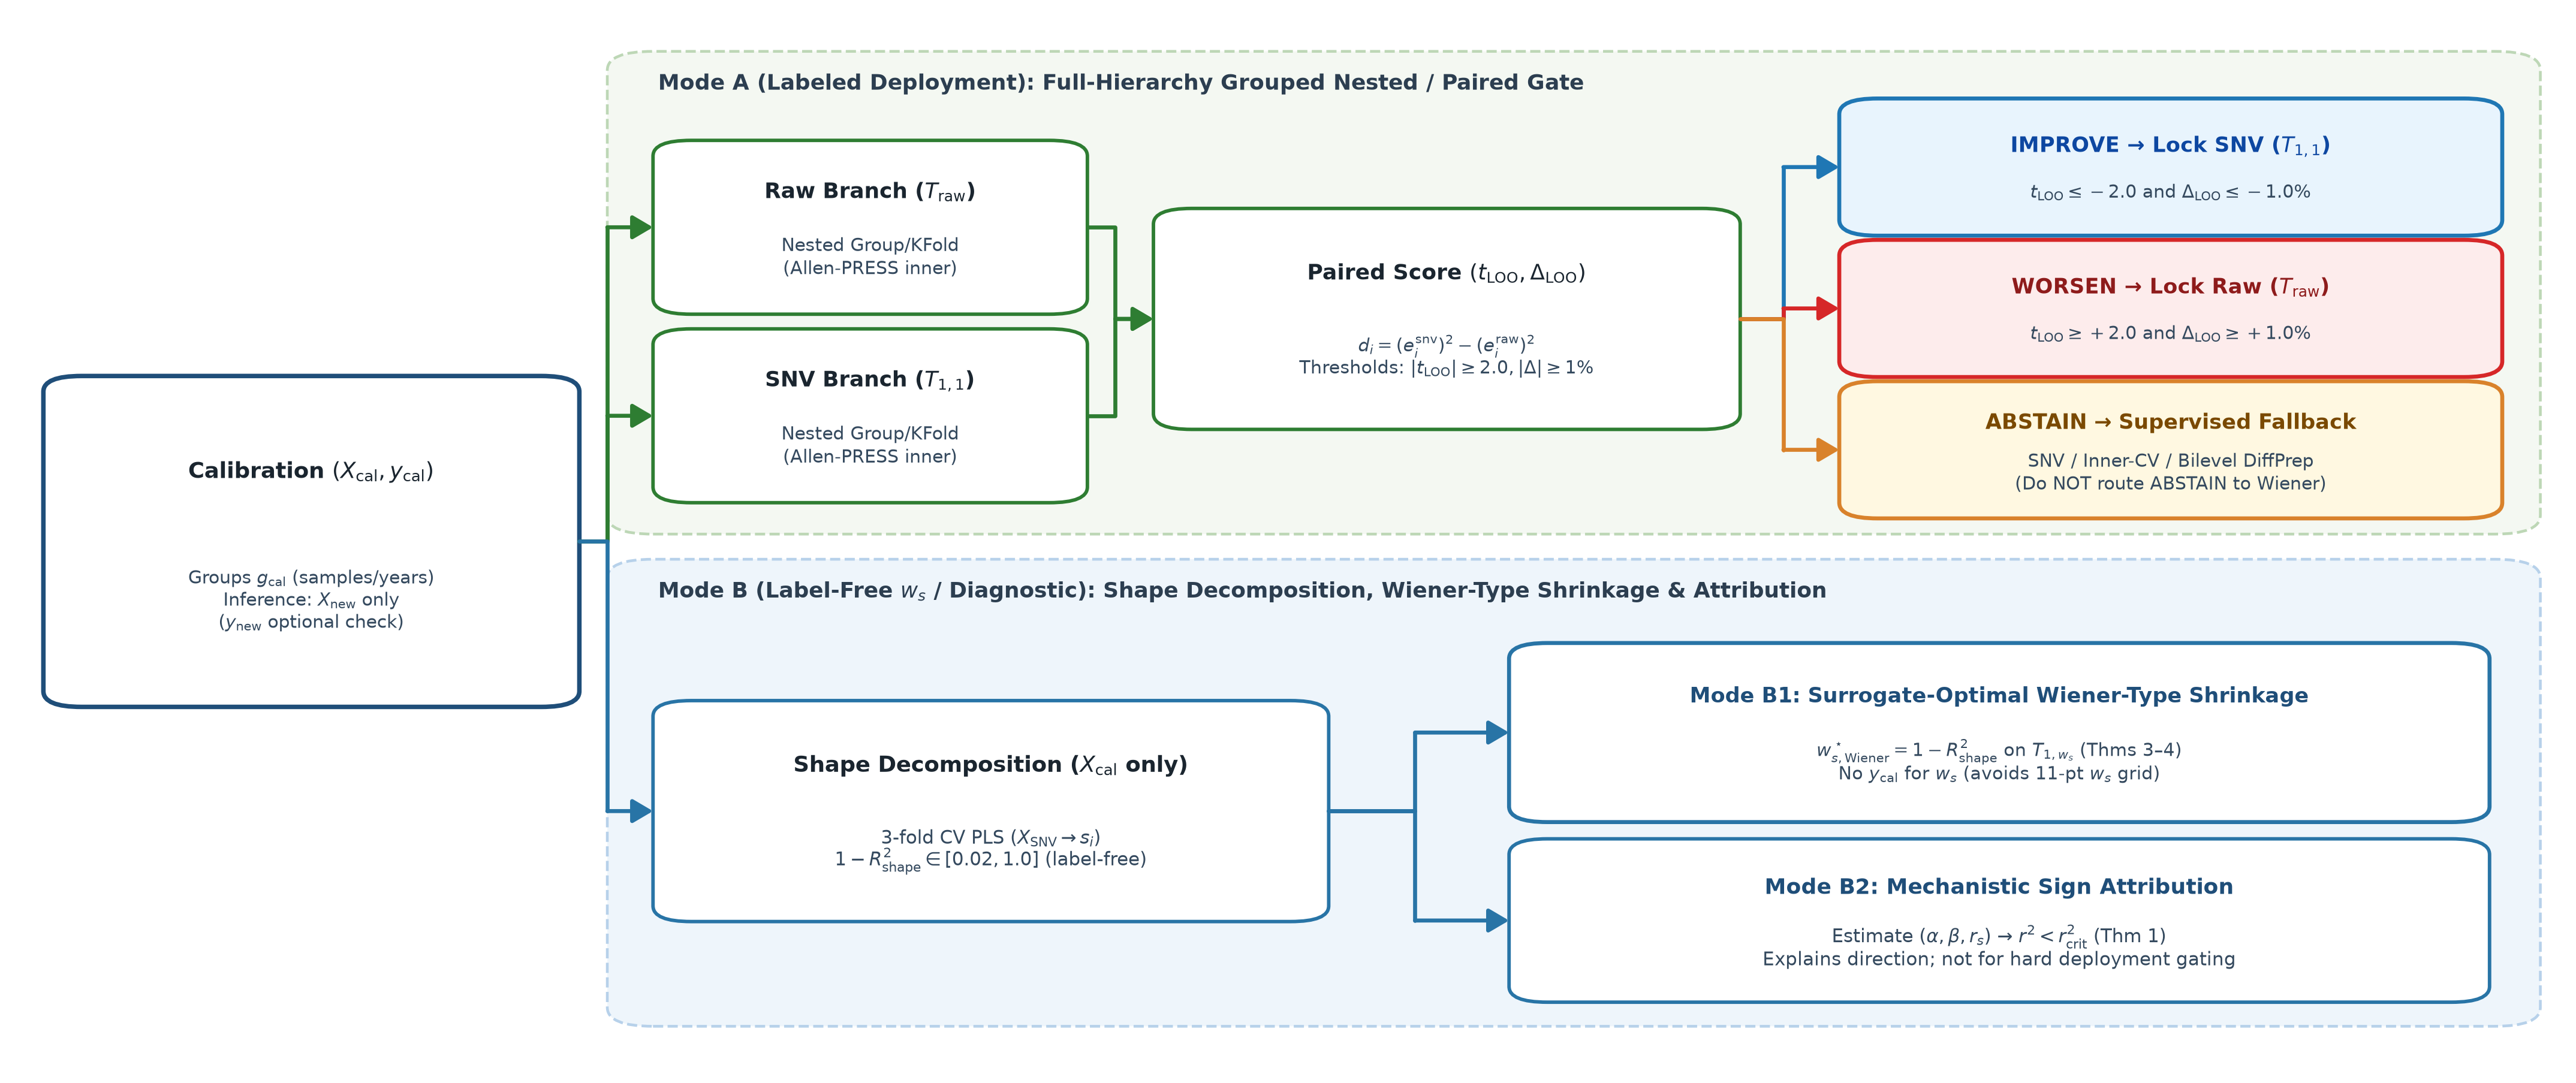 Mode A (Labeled Deployment): Full-Hierarchy Grouped Nested / Paired Gate
Calibration (X_cal, y_cal)
Groups g_cal (samples/years)
Inference: X_new only
(y_new optional check)
Raw Branch (T_raw)
Nested Group/KFold
(Allen-PRESS inner)
SNV Branch (T_1,1)
Nested Group/KFold
(Allen-PRESS inner)
Paired Score (t_LOO, Δ_LOO)
d_i = (e_i^snv)² − (e_i^raw)²
Thresholds: |t_LOO| ≥ 2.0, |Δ| ≥ 1%
IMPROVE → Lock SNV (T_1,1)
t_LOO ≤ −2.0 and Δ_LOO ≤ −1.0%
WORSEN → Lock Raw (T_raw)
t_LOO ≥ +2.0 and Δ_LOO ≥ +1.0%
ABSTAIN → Supervised Fallback
SNV / Inner-CV / Bilevel DiffPrep
(Do NOT route ABSTAIN to Wiener)
Mode B (Label-Free w_s / Diagnostic): Shape Decomposition, Wiener-Type Shrinkage & Attribution
Shape Decomposition (X_cal only)
3-fold CV PLS (X_SNV → s_i)
1 − R²_shape ∈ [0.02, 1.0] (label-free)
Mode B1: Surrogate-Optimal Wiener-Type Shrinkage
w*_s,Wiener = 1 − R²_shape on T_1,w_s (Thms 3–4)
No y_cal for w_s (avoids 11-pt w_s grid)
Mode B2: Mechanistic Sign Attribution
Estimate (α, β, r_s) → r² < r²_crit (Thm 1)
Explains direction; not for hard deployment gating